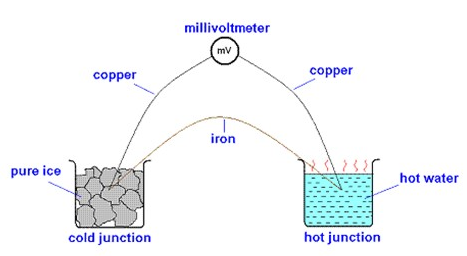 millivoltmeter
mV
copper
copper
iron
pure ice
hot water
cold junction
hot junction